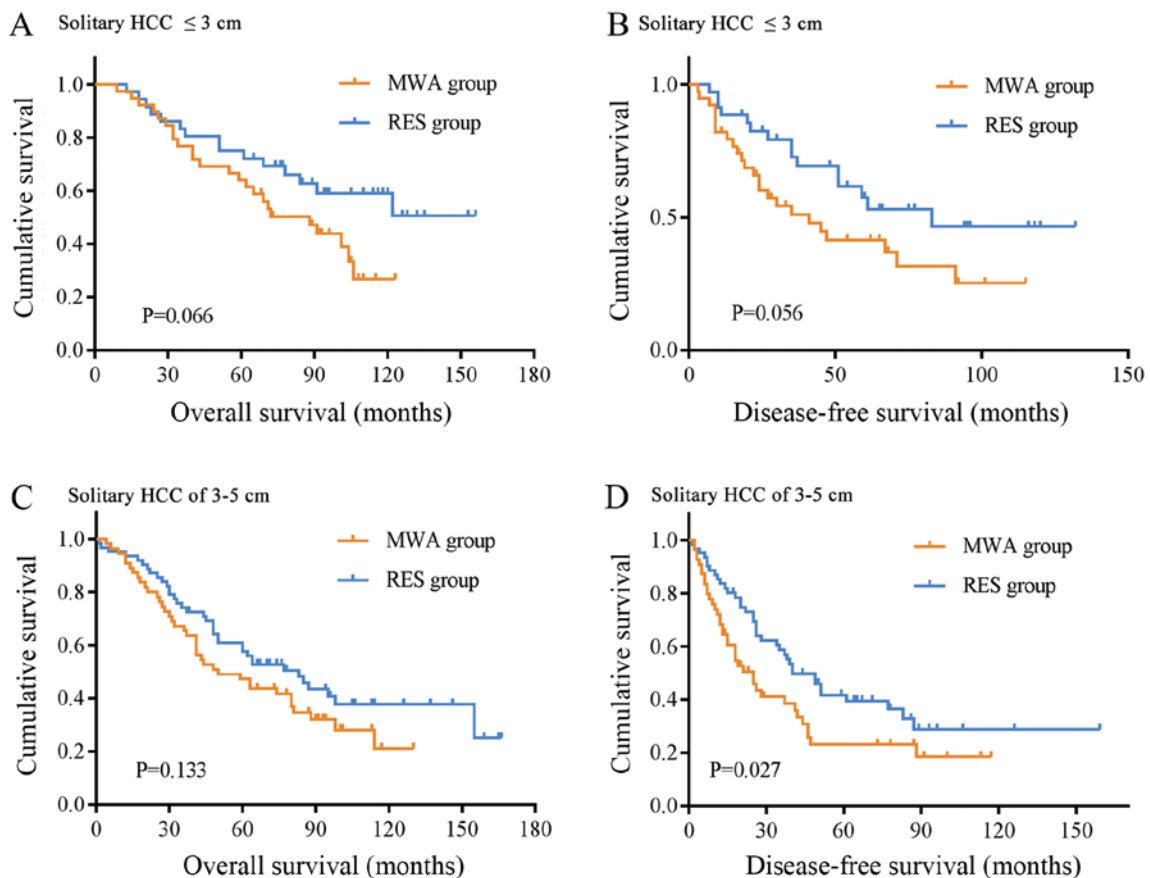 A Solitary HCC ≤ 3 cm
Cumulative survival
1.0
0.8
0.6
0.4
0.2
0.0
MWA group
RES group
P=0.066
0 30 60 90 120 150 180
Overall survival (months)
B Solitary HCC ≤ 3 cm
Cumulative survival
1.0
0.5
0.0
MWA group
RES group
P=0.056
0 50 100 150
Disease-free survival (months)
C Solitary HCC of 3-5 cm
Cumulative survival
1.0
0.8
0.6
0.4
0.2
0.0
MWA group
RES group
P=0.133
0 30 60 90 120 150 180
Overall survival (months)
D Solitary HCC of 3-5 cm
Cumulative survival
1.0
0.8
0.6
0.4
0.2
0.0
MWA group
RES group
P=0.027
0 30 60 90 120 150
Disease-free survival (months)